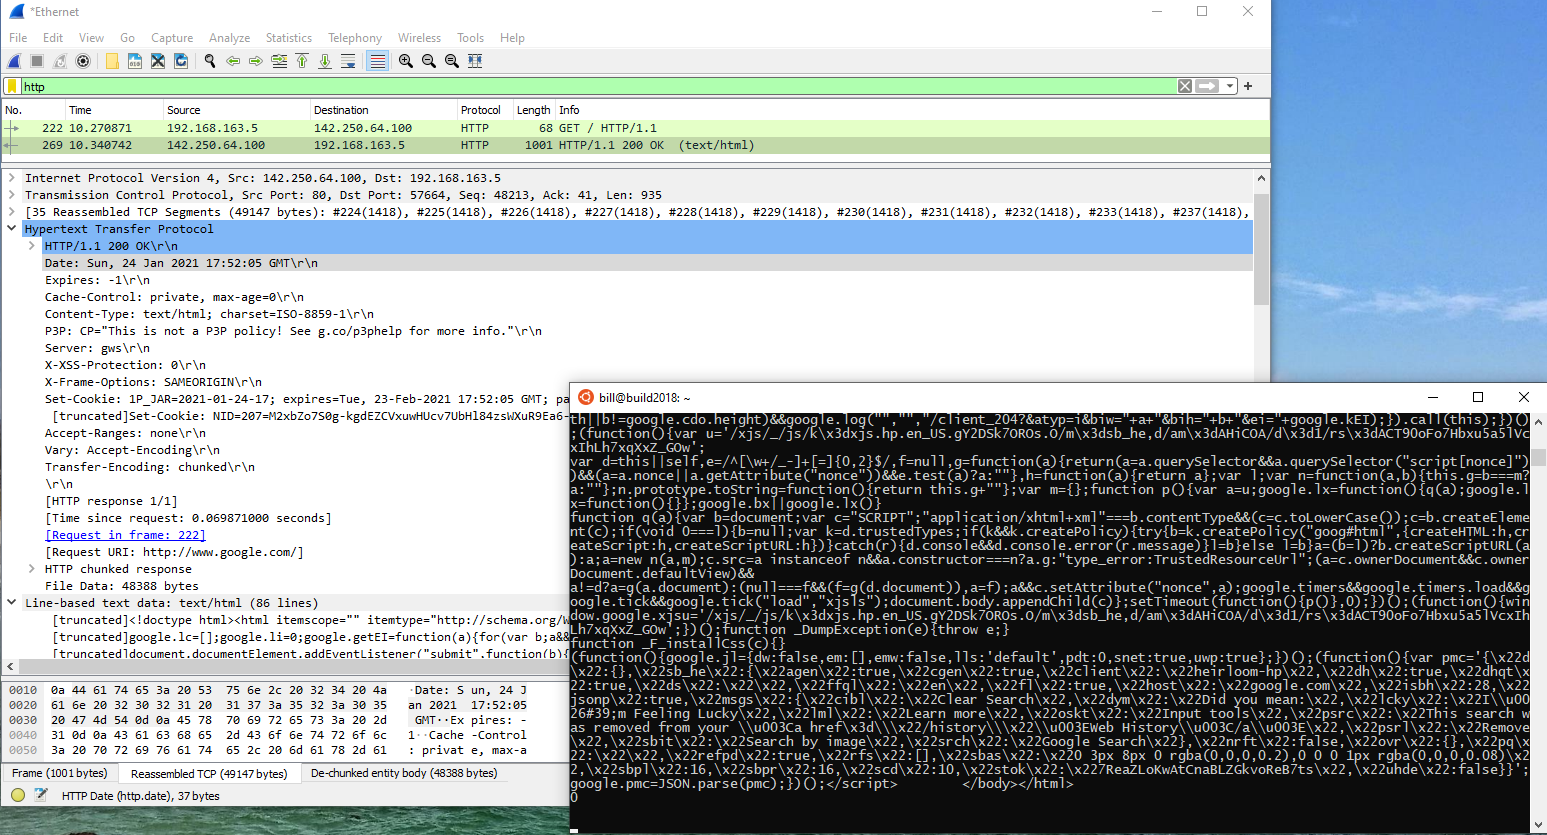 *Ethernet
File Edit View Go Capture Analyze Statistics Telephony Wireless Tools Help
http
No. Time Source Destination Protocol Length Info
222 10.270871 192.168.163.5 142.250.64.100 HTTP 68 GET / HTTP/1.1
269 10.340742 142.250.64.100 192.168.163.5 HTTP 1001 HTTP/1.1 200 OK (text/html)
Internet Protocol Version 4, Src: 142.250.64.100, Dst: 192.168.163.5
Transmission Control Protocol, Src Port: 80, Dst Port: 57664, Seq: 48213, Ack: 41, Len: 935
[35 Reassembled TCP Segments (49147 bytes): #224(1418), #225(1418), #226(1418), #227(1418), #228(1418), #229(1418), #230(1418), #231(1418), #232(1418), #233(1418), #237(1418),
Hypertext Transfer Protocol
HTTP/1.1 200 OK\r\n
Date: Sun, 24 Jan 2021 17:52:05 GMT\r\n
Expires: -1\r\n
Cache-Control: private, max-age=0\r\n
Content-Type: text/html; charset=ISO-8859-1\r\n
P3P: CP="This is not a P3P policy! See g.co/p3phelp for more info."\r\n
Server: gws\r\n
X-XSS-Protection: 0\r\n
X-Frame-Options: SAMEORIGIN\r\n
Set-Cookie: 1P_JAR=2021-01-24-17; expires=Tue, 23-Feb-2021 17:52:05 GMT; pa
[truncated]Set-Cookie: NID=207=M2xbZo7S0g-kgdEZCVxuwHUcv7UbHl84zsWXuR9Ea6-
Accept-Ranges: none\r\n
Vary: Accept-Encoding\r\n
Transfer-Encoding: chunked\r\n
\r\n
[HTTP response 1/1]
[Time since request: 0.069871000 seconds]
[Request in frame: 222]
[Request URI: http://www.google.com/]
HTTP chunked response
File Data: 48388 bytes
Line-based text data: text/html (86 lines)
[truncated]<!doctype html><html itemscope="" itemtype="http://schema.org/W
[truncated]google.lc=[];google.li=0;google.getEI=function(a){for(var b;a&&
[truncated]document.documentElement.addEventListener("submit",function(b){
0010 0a 44 61 74 65 3a 20 53 75 6e 2c 20 32 34 20 4a ·Date: S un, 24 J
0020 61 6e 20 32 30 32 31 20 31 37 3a 35 32 3a 30 35 an 2021 17:52:05
0030 20 47 4d 54 0d 0a 45 78 70 69 72 65 73 3a 20 2d GMT··Ex pires: -
0040 31 0d 0a 43 61 63 68 65 2d 43 6f 6e 74 72 6f 6c 1··Cache -Control
0050 3a 20 70 72 69 76 61 74 65 2c 20 6d 61 78 2d 61 : privat e, max-a
Frame (1001 bytes) Reassembled TCP (49147 bytes) De-chunked entity body (48388 bytes)
HTTP Date (http.date), 37 bytes
bill@build2018: ~
th||b!=google.cdo.height)&&google.log("","","/client_204?&atyp=i&biw="+a+"&bih="+b+"&ei="+google.kEI);}).call(this);})()
;(function(){var u='/xjs/_/js/k\x3dxjs.hp.en_US.gY2DSk7OROs.O/m\x3dsb_he,d/am\x3dAHiCOA/d\x3d1/rs\x3dACT90oFo7Hbxu5a5lVc
xIhLh7xqXxZ_GOw';
var d=this||self,e=/^[\w+/_-]+[=]{0,2}$/,f=null,g=function(a){return(a=a.querySelector&&a.querySelector("script[nonce]")
)&&(a=a.nonce||a.getAttribute("nonce"))&&e.test(a)?a:""},h=function(a){return a};var l;var n=function(a,b){this.g=b===m?
a:""};n.prototype.toString=function(){return this.g+""};var m={};function p(){var a=u;google.lx=function(){q(a);google.l
x=function(){}};google.bx||google.lx()}
function q(a){var b=document;var c="SCRIPT";"application/xhtml+xml"===b.contentType&&(c=c.toLowerCase());c=b.createEleme
nt(c);if(void 0===l){b=null;var k=d.trustedTypes;if(k&&k.createPolicy){try{b=k.createPolicy("goog#html",{createHTML:h,cr
eateScript:h,createScriptURL:h})}catch(r){d.console&&d.console.error(r.message)}l=b}else l=b}a=(b=l)?b.createScriptURL(a
):a;a=new n(a,m);c.src=a instanceof n&&a.constructor===n?a.g:"type_error:TrustedResourceUrl";(a=c.ownerDocument&&c.owner
Document.defaultView)&&
a!=d?a=g(a.document):(null===f&&(f=g(d.document)),a=f);a&&c.setAttribute("nonce",a);google.timers&&google.timers.load&&g
oogle.tick&&google.tick("load","xjsls");document.body.appendChild(c)};setTimeout(function(){p()},0);})();(function(){win
dow.google.xjsu='/xjs/_/js/k\x3dxjs.hp.en_US.gY2DSk7OROs.O/m\x3dsb_he,d/am\x3dAHiCOA/d\x3d1/rs\x3dACT90oFo7Hbxu5a5lVcxIh
Lh7xqXxZ_GOw';})();function _DumpException(e){throw e;}
function _F_installCss(c){}
(function(){google.jl={dw:false,em:[],emw:false,lls:'default',pdt:0,snet:true,uwp:true};})();(function(){var pmc='{\x22d
\x22:{},\x22sb_he\x22:{\x22agen\x22:true,\x22cgen\x22:true,\x22client\x22:\x22heirloom-hp\x22,\x22dh\x22:true,\x22dhqt\x
22:true,\x22ds\x22:\x22\x22,\x22ffql\x22:\x22en\x22,\x22fl\x22:true,\x22host\x22:\x22google.com\x22,\x22isbh\x22:28,\x22
jsonp\x22:true,\x22msgs\x22:{\x22cibl\x22:\x22Clear Search\x22,\x22dym\x22:\x22Did you mean:\x22,\x22lcky\x22:\x22I\\u00
26#39;m Feeling Lucky\x22,\x22lml\x22:\x22Learn more\x22,\x22oskt\x22:\x22Input tools\x22,\x22psrc\x22:\x22This search w
as removed from your \\u003Ca href\x3d\\\x22/history\\\x22\\u003EWeb History\\u003C/a\\u003E\x22,\x22psrl\x22:\x22Remove
\x22,\x22sbit\x22:\x22Search by image\x22,\x22srch\x22:\x22Google Search\x22},\x22nrft\x22:false,\x22ovr\x22:{},\x22pq\x
22:\x22\x22,\x22refpd\x22:true,\x22rfs\x22:[],\x22sbas\x22:\x220 3px 8px 0 rgba(0,0,0,0.2),0 0 0 1px rgba(0,0,0,0.08)\x2
2,\x22sbpl\x22:16,\x22sbpr\x22:16,\x22scd\x22:10,\x22stok\x22:\x227ReaZLoKwAtCnaBLZGkvoReB7ts\x22,\x22uhde\x22:false}}';
google.pmc=JSON.parse(pmc);})();</script>        </body></html>
0